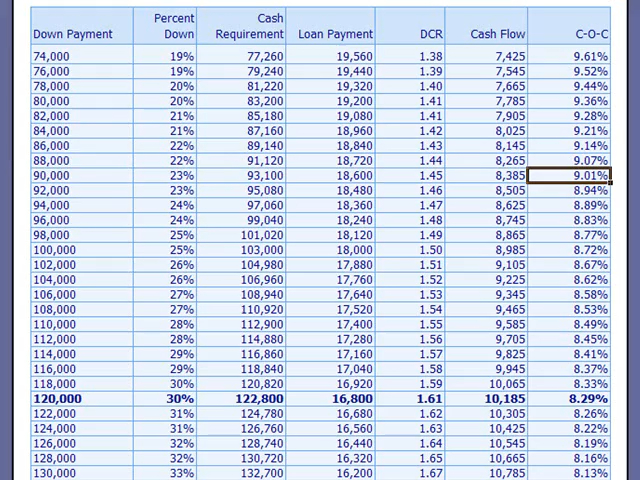 Down Payment Percent Down Cash Requirement Loan Payment DCR Cash Flow C-O-C
74,000 19% 77,260 19,560 1.38 7,425 9.61%
76,000 19% 79,240 19,440 1.39 7,545 9.52%
78,000 20% 81,220 19,320 1.40 7,665 9.44%
80,000 20% 83,200 19,200 1.41 7,785 9.36%
82,000 21% 85,180 19,080 1.41 7,905 9.28%
84,000 21% 87,160 18,960 1.42 8,025 9.21%
86,000 22% 89,140 18,840 1.43 8,145 9.14%
88,000 22% 91,120 18,720 1.44 8,265 9.07%
90,000 23% 93,100 18,600 1.45 8,385 9.01%
92,000 23% 95,080 18,480 1.46 8,505 8.94%
94,000 24% 97,060 18,360 1.47 8,625 8.89%
96,000 24% 99,040 18,240 1.48 8,745 8.83%
98,000 25% 101,020 18,120 1.49 8,865 8.77%
100,000 25% 103,000 18,000 1.50 8,985 8.72%
102,000 26% 104,980 17,880 1.51 9,105 8.67%
104,000 26% 106,960 17,760 1.52 9,225 8.62%
106,000 27% 108,940 17,640 1.53 9,345 8.58%
108,000 27% 110,920 17,520 1.54 9,465 8.53%
110,000 28% 112,900 17,400 1.55 9,585 8.49%
112,000 28% 114,880 17,280 1.56 9,705 8.45%
114,000 29% 116,860 17,160 1.57 9,825 8.41%
116,000 29% 118,840 17,040 1.58 9,945 8.37%
118,000 30% 120,820 16,920 1.59 10,065 8.33%
120,000 30% 122,800 16,800 1.61 10,185 8.29%
122,000 31% 124,780 16,680 1.62 10,305 8.26%
124,000 31% 126,760 16,560 1.63 10,425 8.22%
126,000 32% 128,740 16,440 1.64 10,545 8.19%
128,000 32% 130,720 16,320 1.65 10,665 8.16%
130,000 33% 132,700 16,200 1.67 10,785 8.13%